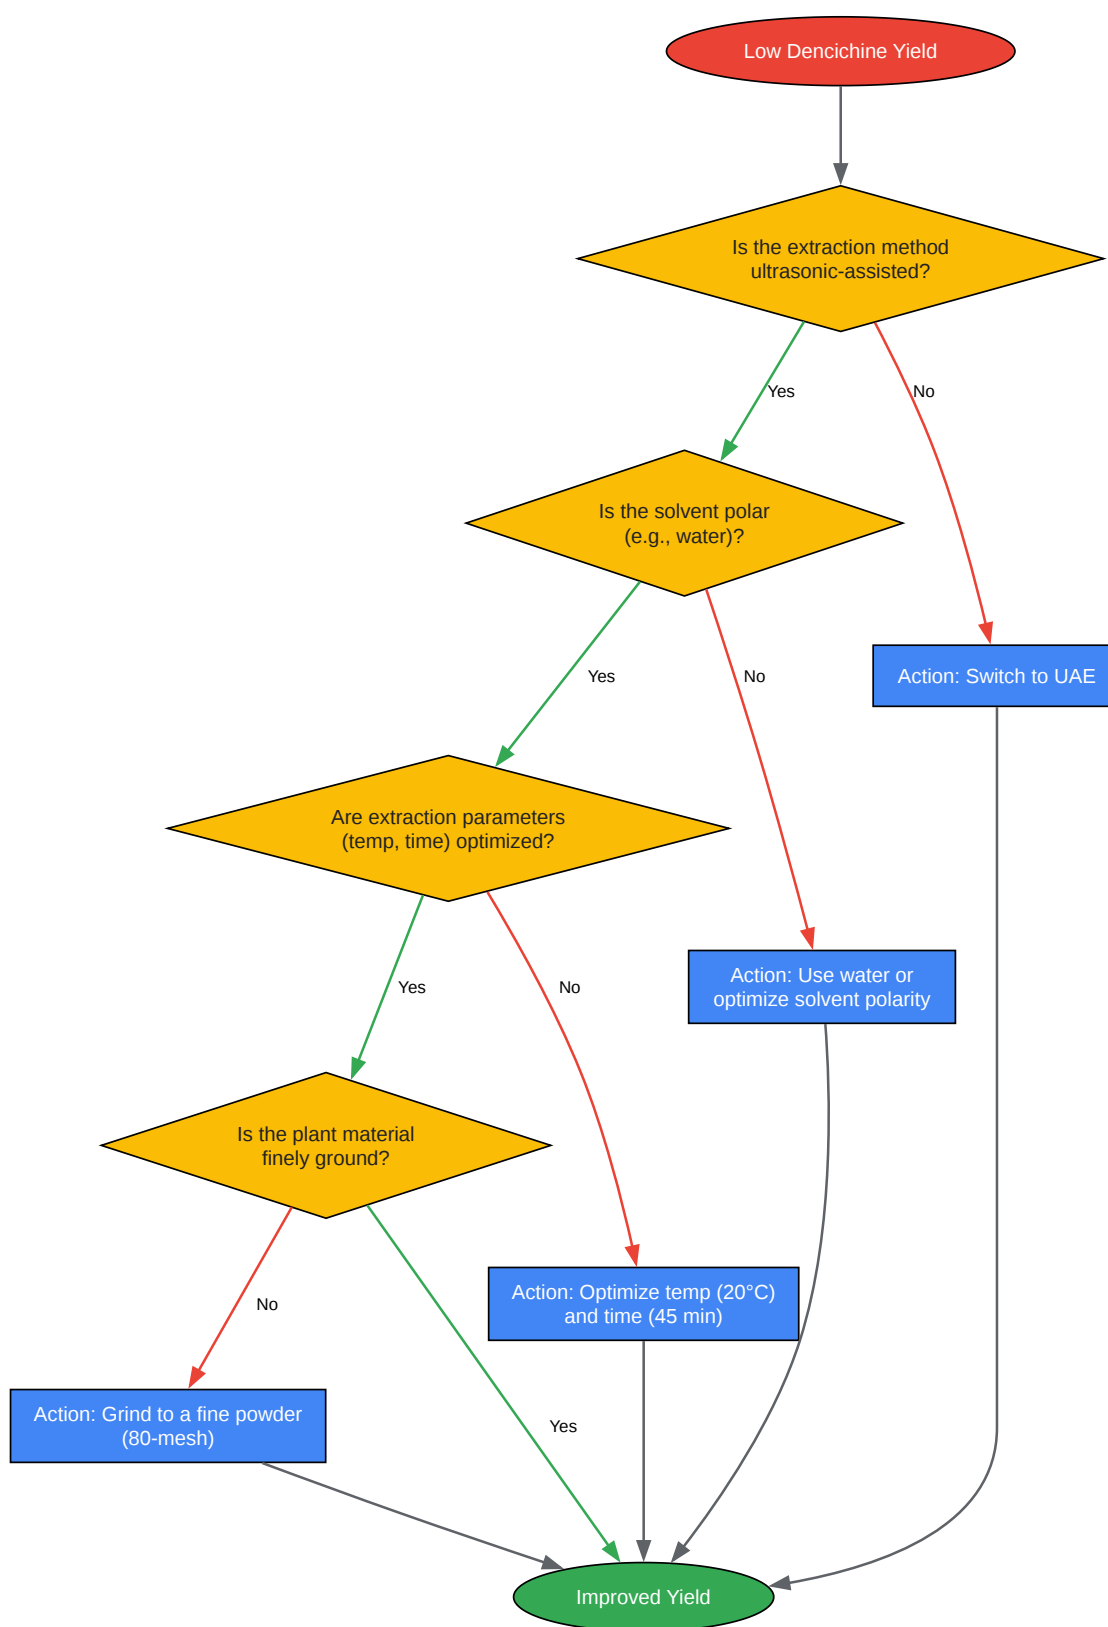 Low Dencichine Yield
Is the extraction method
ultrasonic-assisted?
Yes
No
Is the solvent polar
(e.g., water)?
Yes
No
Action: Switch to UAE
Are extraction parameters
(temp, time) optimized?
Yes
No
Action: Use water or
optimize solvent polarity
Is the plant material
finely ground?
No
Yes
Action: Optimize temp (20°C)
and time (45 min)
Action: Grind to a fine powder
(80-mesh)
Improved Yield